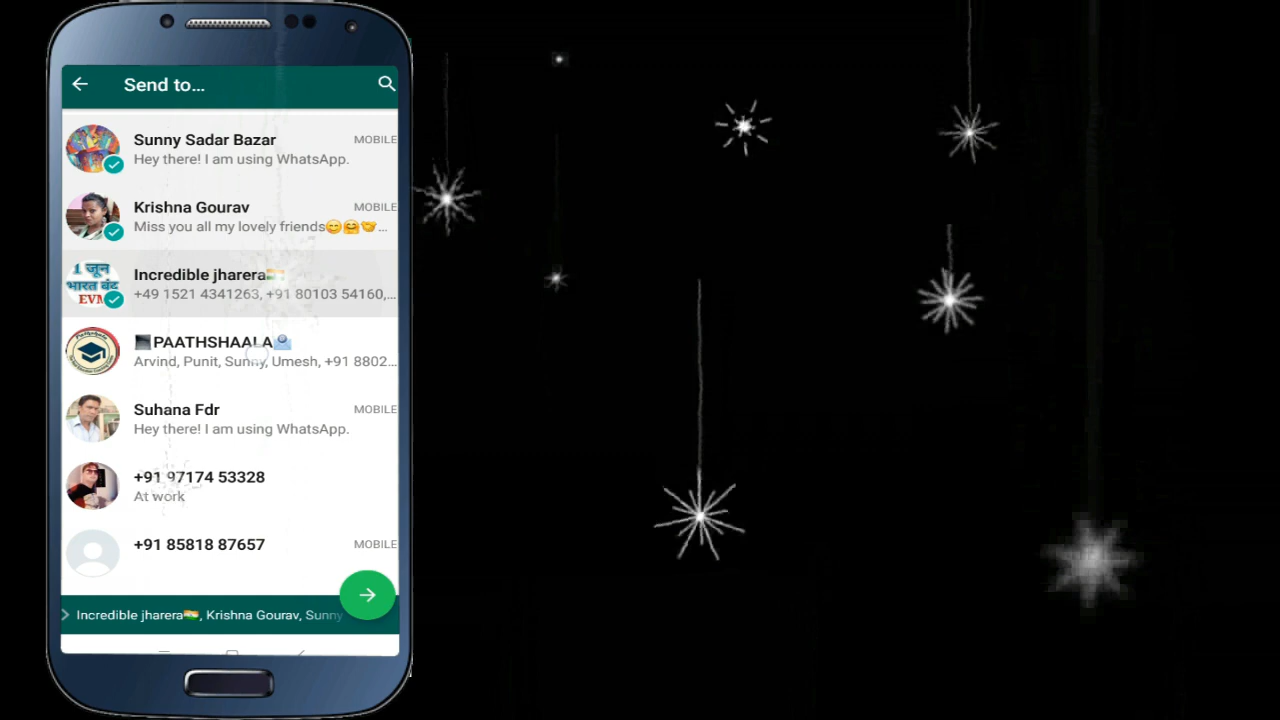 Send to...
Sunny Sadar Bazar
MOBILE
Hey there! I am using WhatsApp.
Krishna Gourav
MOBILE
Miss you all my lovely friends😊🤗🤝...
1 जून
भारत बंद
EVM
Incredible jharera🇮🇳
+49 1521 4341263, +91 80103 54160,...
PAATHSHAALA
Arvind, Punit, Sunny, Umesh, +91 8802...
Suhana Fdr
MOBILE
Hey there! I am using WhatsApp.
+91 97174 53328
At work
+91 85818 87657
MOBILE
Incredible jharera🇮🇳, Krishna Gourav, Sunny